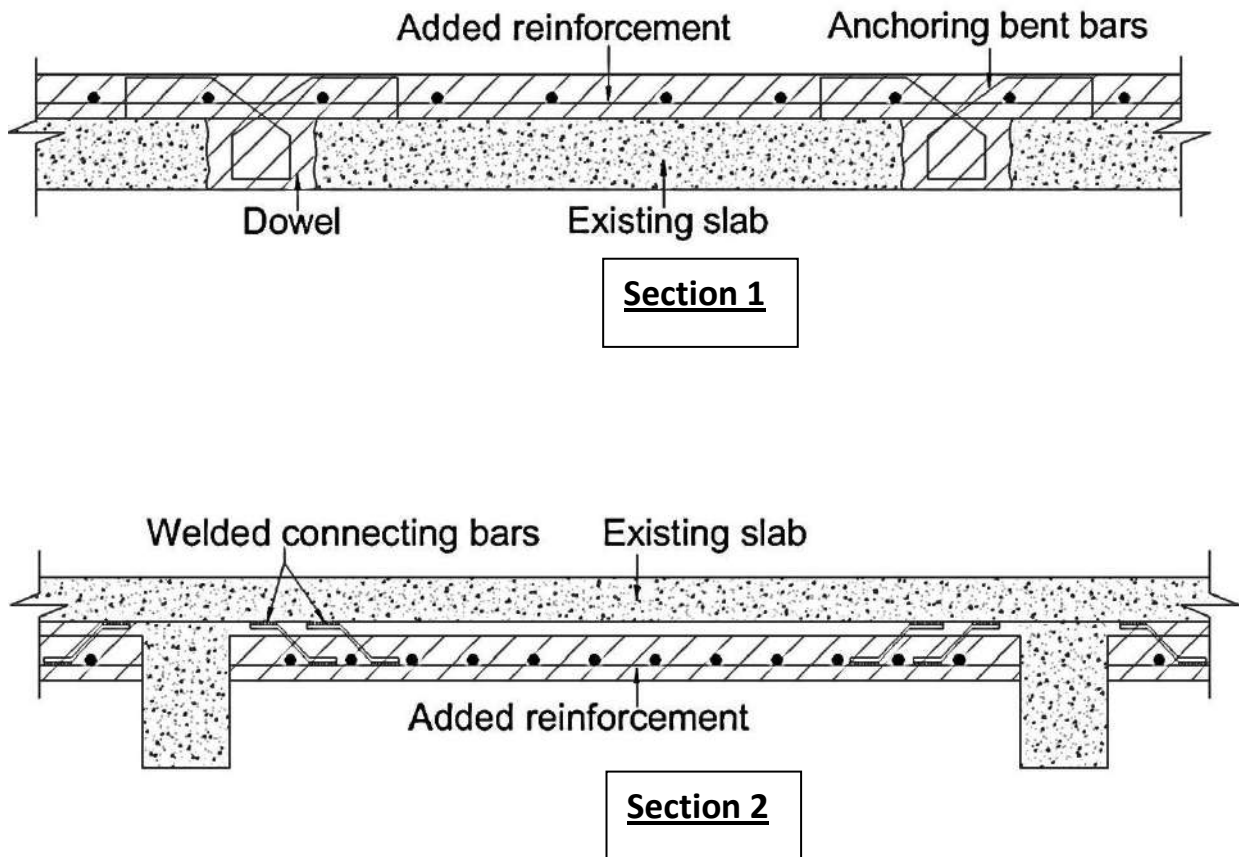 Added reinforcement
Anchoring bent bars
Dowel
Existing slab
Section 1
Welded connecting bars
Existing slab
Added reinforcement
Section 2